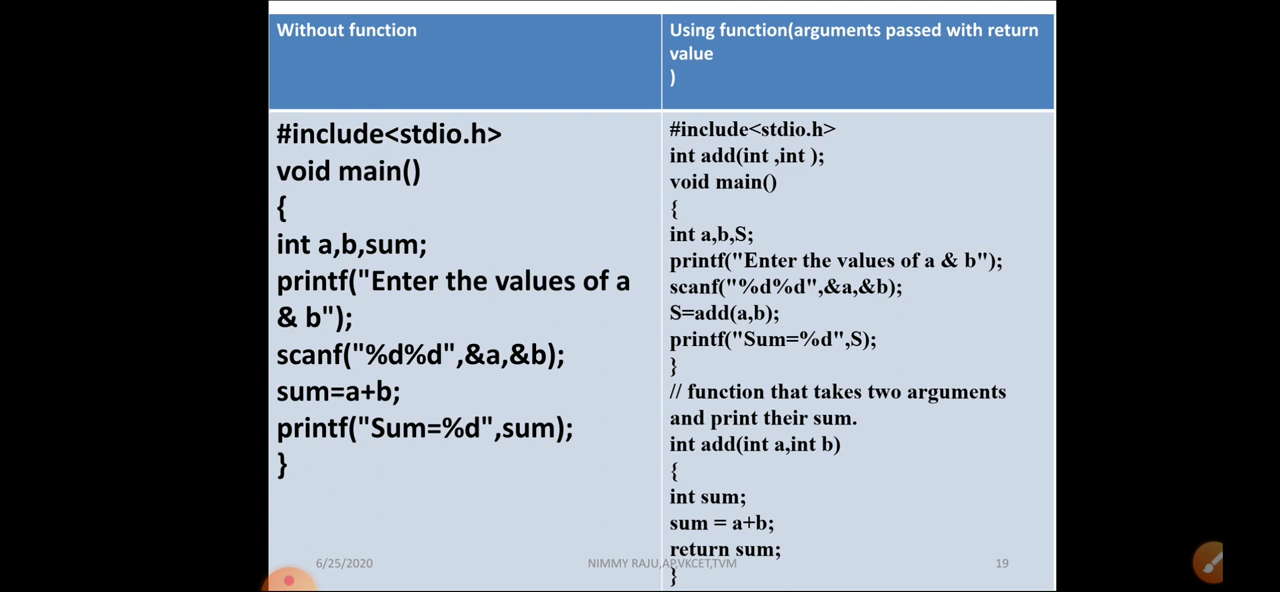 Without function
#include<stdio.h>
void main()
{
int a,b,sum;
printf("Enter the values of a
& b");
scanf("%d%d",&a,&b);
sum=a+b;
printf("Sum=%d",sum);
}
Using function(arguments passed with return
value
)
#include<stdio.h>
int add(int ,int );
void main()
{
int a,b,S;
printf("Enter the values of a & b");
scanf("%d%d",&a,&b);
S=add(a,b);
printf("Sum=%d",S);
}
// function that takes two arguments
and print their sum.
int add(int a,int b)
{
int sum;
sum = a+b;
return sum;
}
6/25/2020
NIMMY RAJU,AP,VKCET,TVM
19